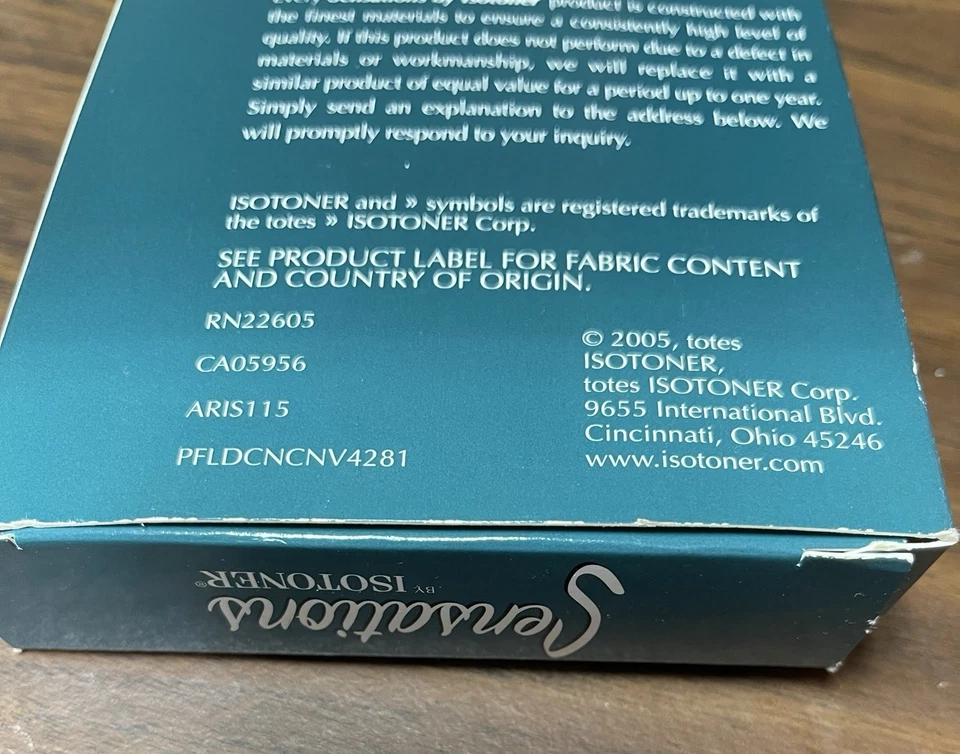 Every Sensations by Isotoner product is constructed with
the finest materials to ensure a consistently high level of
quality. If this product does not perform due to a defect in
materials or workmanship, we will replace it with a
similar product of equal value for a period up to one year.
Simply send an explanation to the address below. We
will promptly respond to your inquiry.
ISOTONER and » symbols are registered trademarks of
the totes » ISOTONER Corp.
SEE PRODUCT LABEL FOR FABRIC CONTENT
AND COUNTRY OF ORIGIN.
RN22605
CA05956
ARIS115
PFLDCNCNV4281
© 2005, totes
ISOTONER,
totes ISOTONER Corp.
9655 International Blvd.
Cincinnati, Ohio 45246
www.isotoner.com
Sensations
BY ISOTONER®